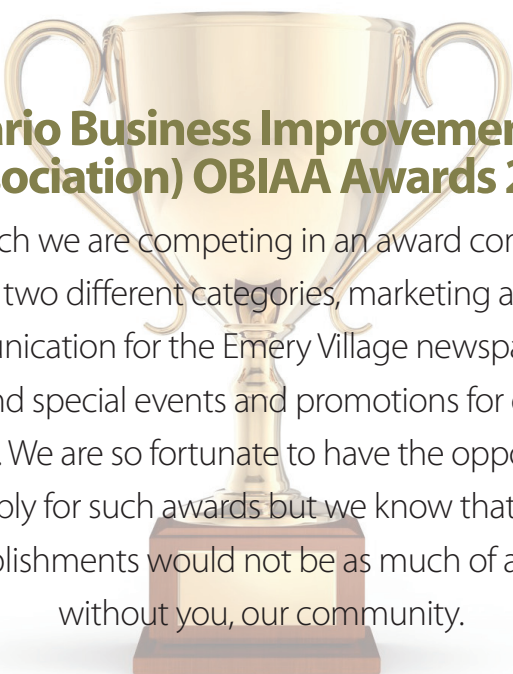 ario Business Improvemen
sociation) OBIAA Awards 2
ch we are competing in an award con
two different categories, marketing a
unication for the Emery Village newspa
nd special events and promotions for
. We are so fortunate to have the oppo
ply for such awards but we know that
plishments would not be as much of a
without you, our community.